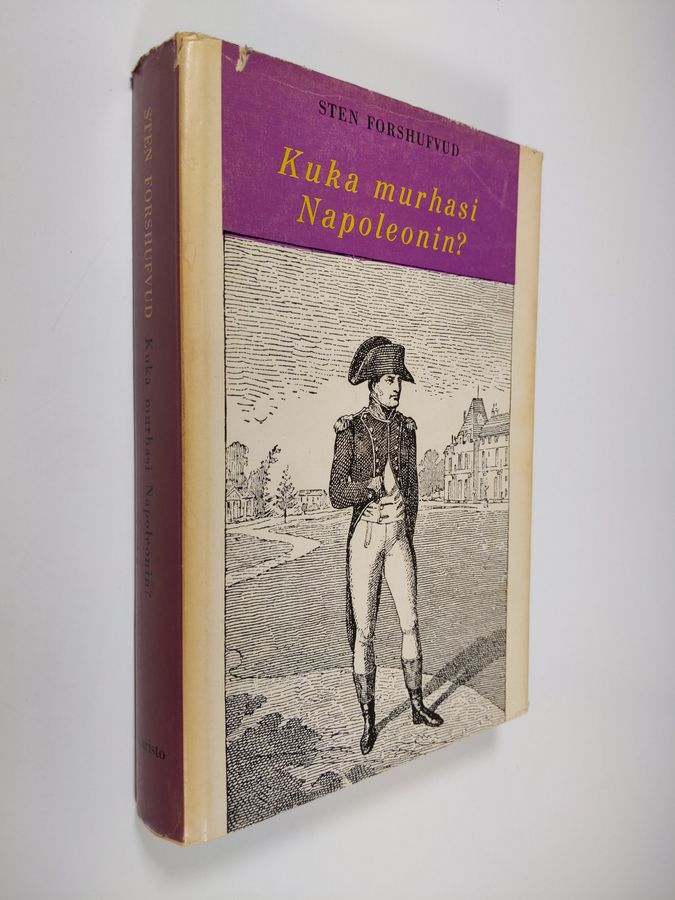 STEN FORSHUFVUD
Kuka murhasi
Napoleonin?
STEN FORSHUFVUD Kuka murhasi Napoleonin?